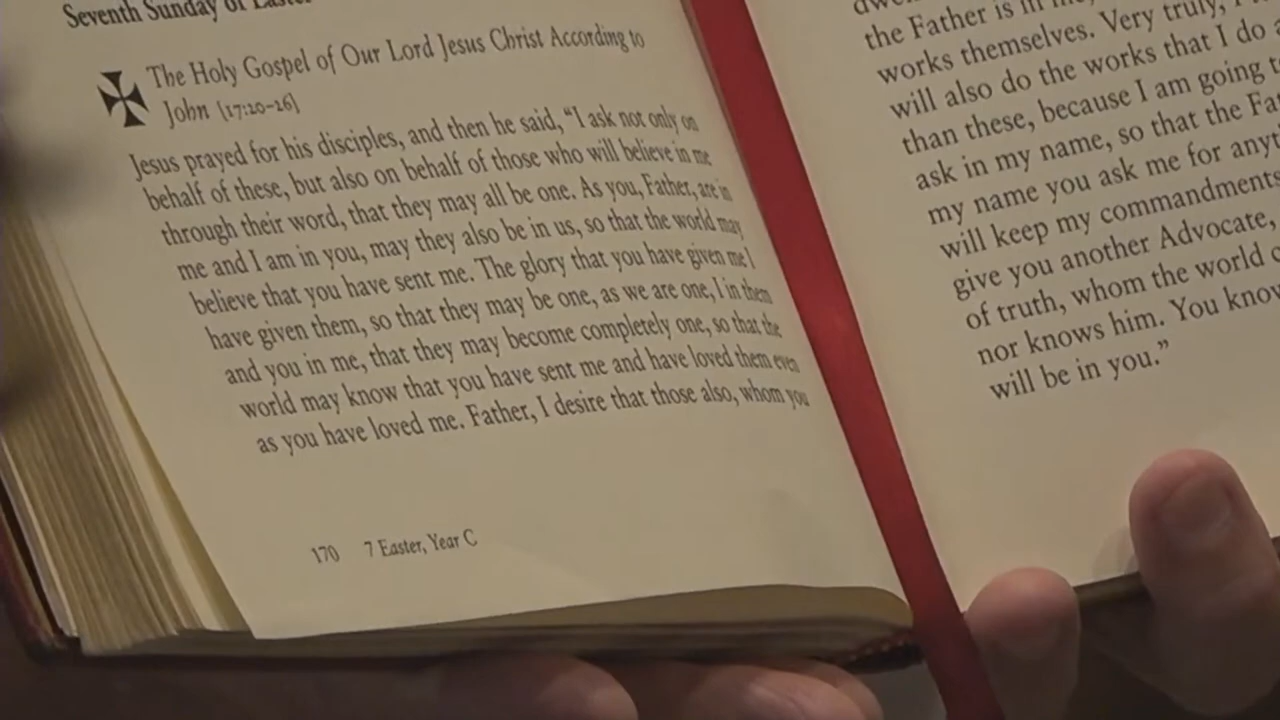 Seventh Sunday of Easter
The Holy Gospel of Our Lord Jesus Christ According to
John [17:20–26]
Jesus prayed for his disciples, and then he said, “I ask not only on
behalf of these, but also on behalf of those who will believe in me
through their word, that they may all be one. As you, Father, are in
me and I am in you, may they also be in us, so that the world may
believe that you have sent me. The glory that you have given me I
have given them, so that they may be one, as we are one, I in them
and you in me, that they may become completely one, so that the
world may know that you have sent me and have loved them even
as you have loved me. Father, I desire that those also, whom you
170 7 Easter, Year C
the Father is in me,
works themselves. Very truly, I
will also do the works that I do
than these, because I am going
ask in my name, so that the
my name you ask me for
will keep my commandments
give you another Advocate,
of truth, whom the world
nor knows him. You know
will be in you.”